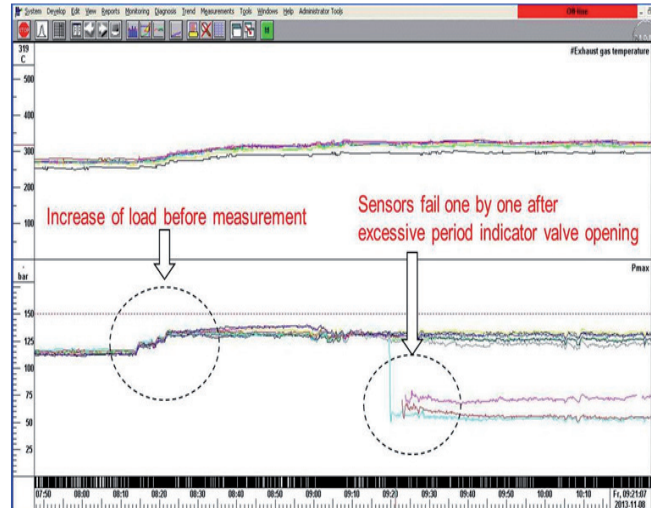 System Develop Edit View Reports Monitoring Diagnosis Trend Measurements Tools Windows Help Administrator Tools
STOP
A
M
319
C
#Exhaust gas temperature
500
400
300
200
100
Increase of load before measurement
Sensors fail one by one after
excessive period indicator valve opening
-
bar
Pmax
150
125
100
75
50
25
07:50 08:00 08:10 08:20 08:30 08:40 08:50 09:00 09:10 09:20 09:30 09:40 09:50 10:00 10:10 Fr, 09:21:07
2013-11-08